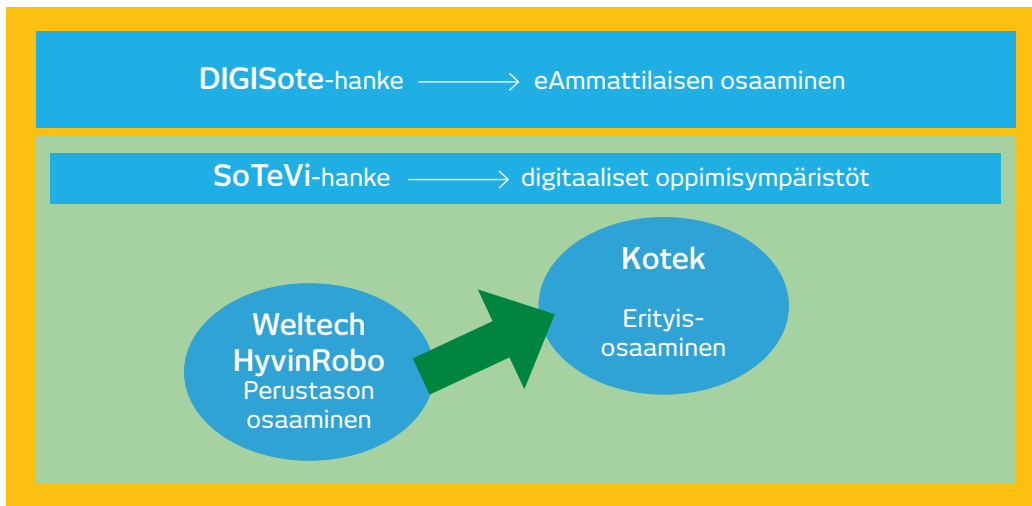 DIGISote-hanke → eAmmattilaisen osaaminen
SoTeVi-hanke → digitaaliset oppimisympäristöt
Kotek
Erityis-
osaaminen
Weltech
HyvinRobo
Perustason
osaaminen